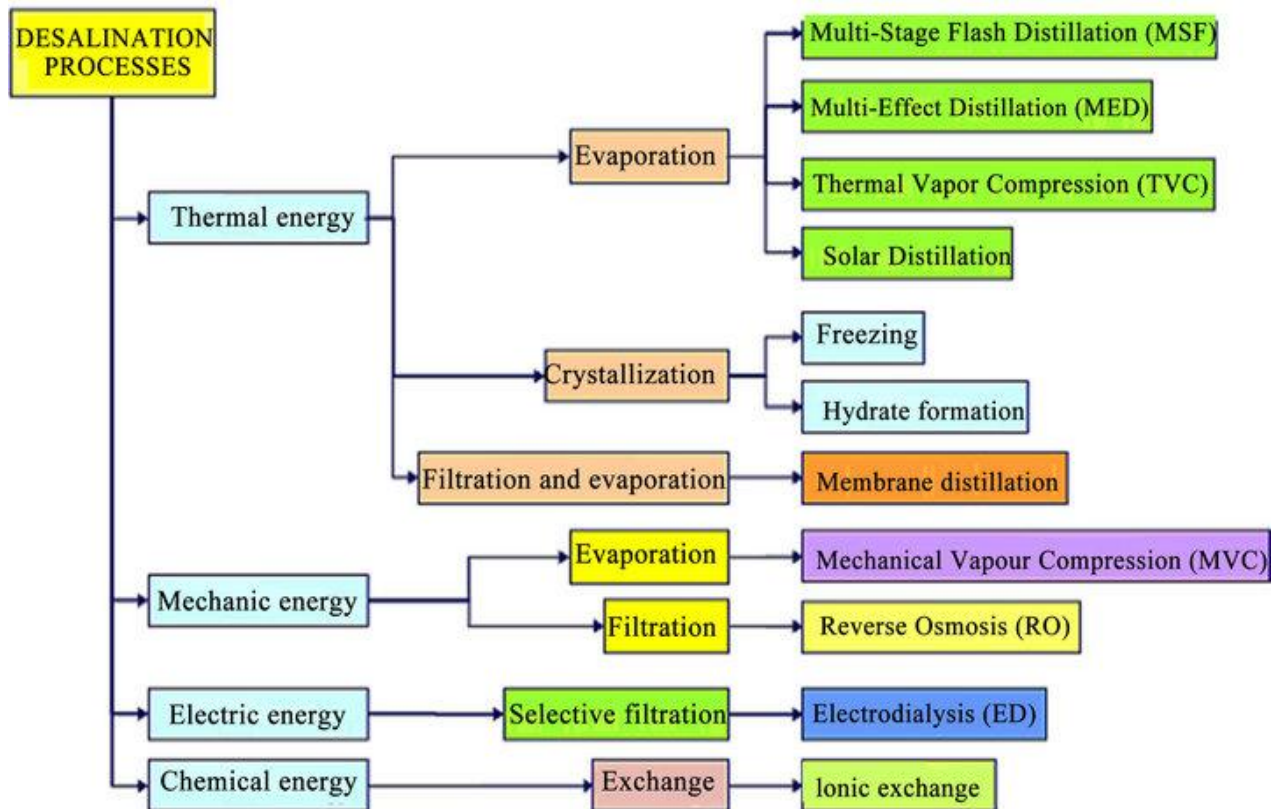 DESALINATION
PROCESSES
Thermal energy
Evaporation
Multi-Stage Flash Distillation (MSF)
Multi-Effect Distillation (MED)
Thermal Vapor Compression (TVC)
Solar Distillation
Crystallization
Freezing
Hydrate formation
Filtration and evaporation
Membrane distillation
Mechanic energy
Evaporation
Mechanical Vapour Compression (MVC)
Filtration
Reverse Osmosis (RO)
Electric energy
Selective filtration
Electrodialysis (ED)
Chemical energy
Exchange
Ionic exchange